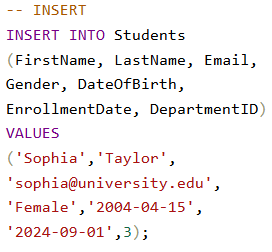 -- INSERT
INSERT INTO Students
(FirstName, LastName, Email,
Gender, DateOfBirth,
EnrollmentDate, DepartmentID)
VALUES
('Sophia','Taylor',
'sophia@university.edu',
'Female','2004-04-15',
'2024-09-01',3);